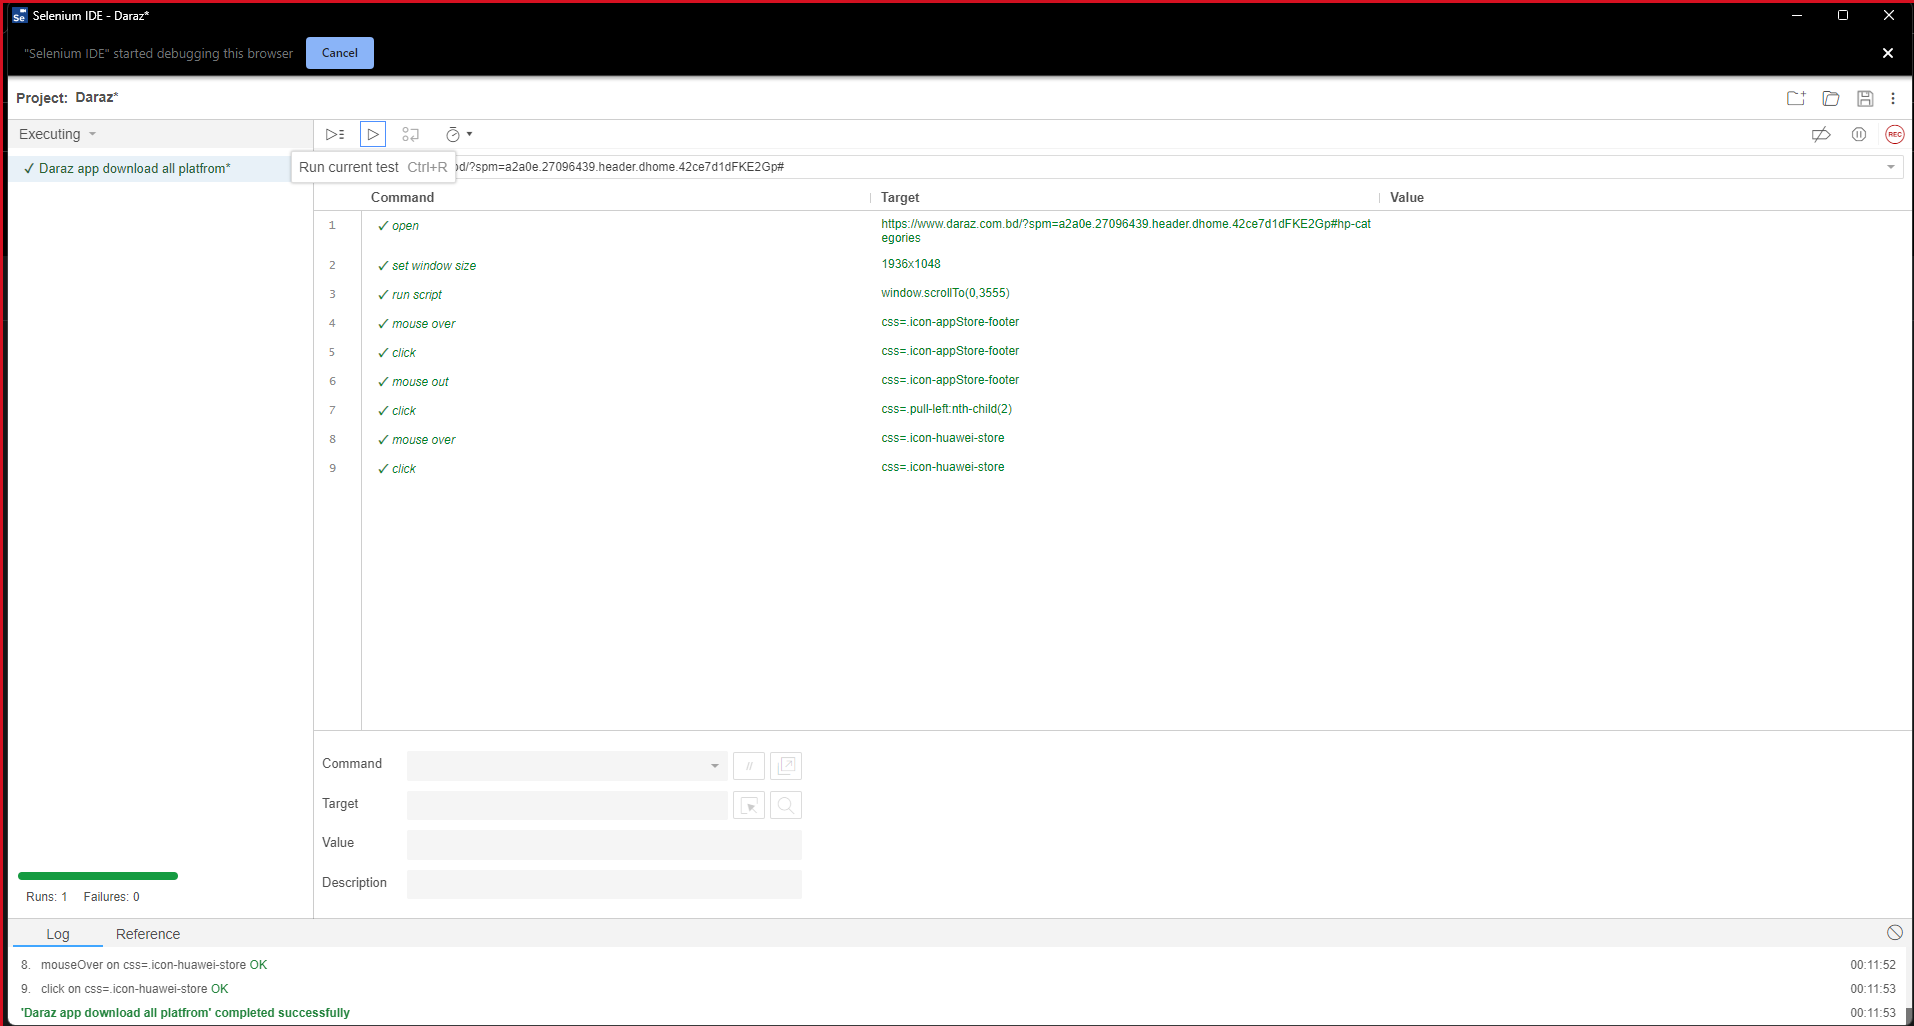 Selenium IDE - Daraz*
"Selenium IDE" started debugging this browser Cancel
Project: Daraz*
Executing
✓ Daraz app download all platfrom*
Run current test Ctrl+R
/?spm=a2a0e.27096439.header.dhome.42ce7d1dFKE2Gp#
REC
Command Target Value
1 ✓ open https://www.daraz.com.bd/?spm=a2a0e.27096439.header.dhome.42ce7d1dFKE2Gp#hp-cat
egories
2 ✓ set window size 1936x1048
3 ✓ run script window.scrollTo(0,3555)
4 ✓ mouse over css=.icon-appStore-footer
5 ✓ click css=.icon-appStore-footer
6 ✓ mouse out css=.icon-appStore-footer
7 ✓ click css=.pull-left:nth-child(2)
8 ✓ mouse over css=.icon-huawei-store
9 ✓ click css=.icon-huawei-store
Command //
Target
Value
Description
Runs: 1 Failures: 0
Log Reference
8. mouseOver on css=.icon-huawei-store OK 00:11:52
9. click on css=.icon-huawei-store OK 00:11:53
'Daraz app download all platfrom' completed successfully 00:11:53